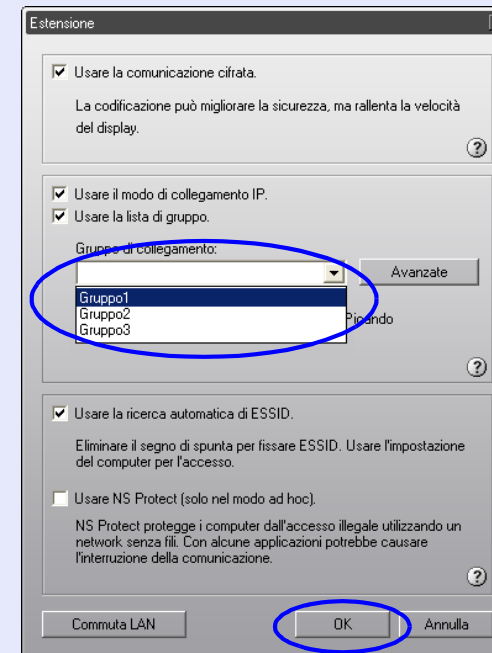 Estensione
Usare la comunicazione cifrata.
La codificazione può migliorare la sicurezza, ma rallenta la velocità
del display.
?
Usare il modo di collegamento IP.
Usare la lista di gruppo.
Gruppo di collegamento:
Avanzate
Gruppo1
Gruppo2
Gruppo3
?
Usare la ricerca automatica di ESSID.
Eliminare il segno di spunta per fissare ESSID. Usare l'impostazione
del computer per l'accesso.
Usare NS Protect (solo nel modo ad hoc).
NS Protect protegge i computer dall'accesso illegale utilizzando un
network senza fili. Con alcune applicazioni potrebbe causare
l'interruzione della comunicazione.
?
Commuta LAN
OK
Annulla